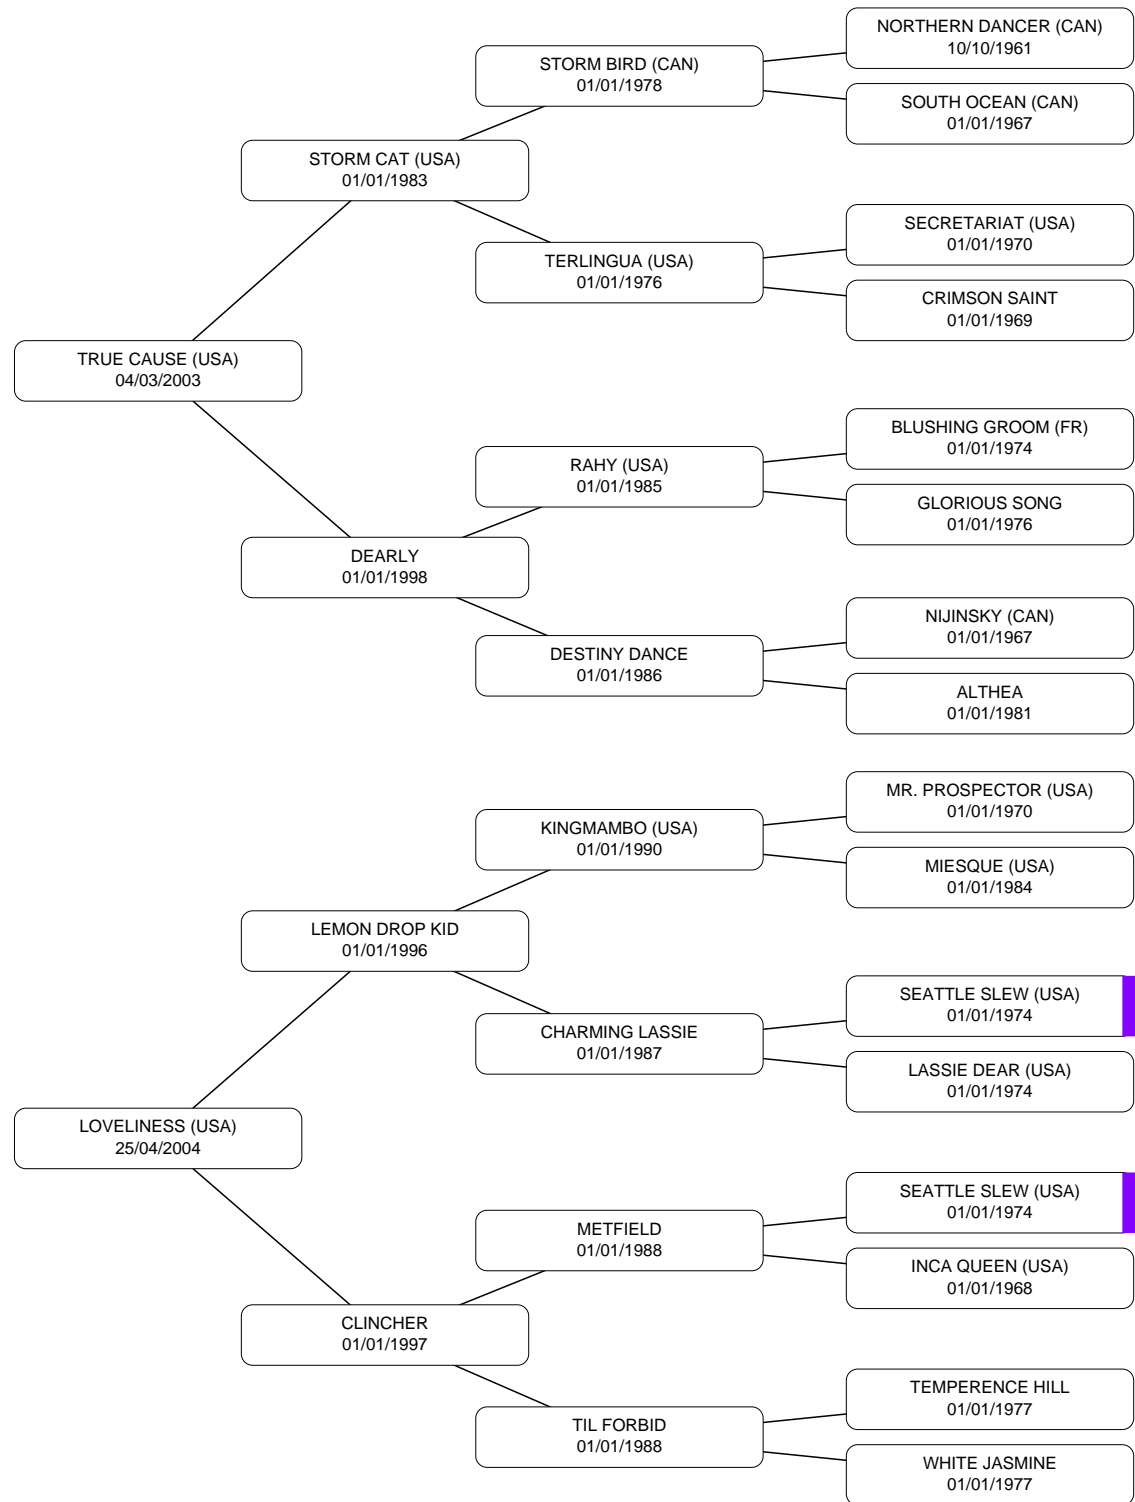 NORTHERN DANCER (CAN)
10/10/1961
STORM BIRD (CAN)
01/01/1978
SOUTH OCEAN (CAN)
01/01/1967
STORM CAT (USA)
01/01/1983
SECRETARIAT (USA)
01/01/1970
TERLINGUA (USA)
01/01/1976
CRIMSON SAINT
01/01/1969
TRUE CAUSE (USA)
04/03/2003
BLUSHING GROOM (FR)
01/01/1974
RAHY (USA)
01/01/1985
GLORIOUS SONG
01/01/1976
DEARLY
01/01/1998
NIJINSKY (CAN)
01/01/1967
DESTINY DANCE
01/01/1986
ALTHEA
01/01/1981
MR. PROSPECTOR (USA)
01/01/1970
KINGMAMBO (USA)
01/01/1990
MIESQUE (USA)
01/01/1984
LEMON DROP KID
01/01/1996
SEATTLE SLEW (USA)
01/01/1974
CHARMING LASSIE
01/01/1987
LASSIE DEAR (USA)
01/01/1974
LOVELINESS (USA)
25/04/2004
SEATTLE SLEW (USA)
01/01/1974
METFIELD
01/01/1988
INCA QUEEN (USA)
01/01/1968
CLINCHER
01/01/1997
TEMPERENCE HILL
01/01/1977
TIL FORBID
01/01/1988
WHITE JASMINE
01/01/1977